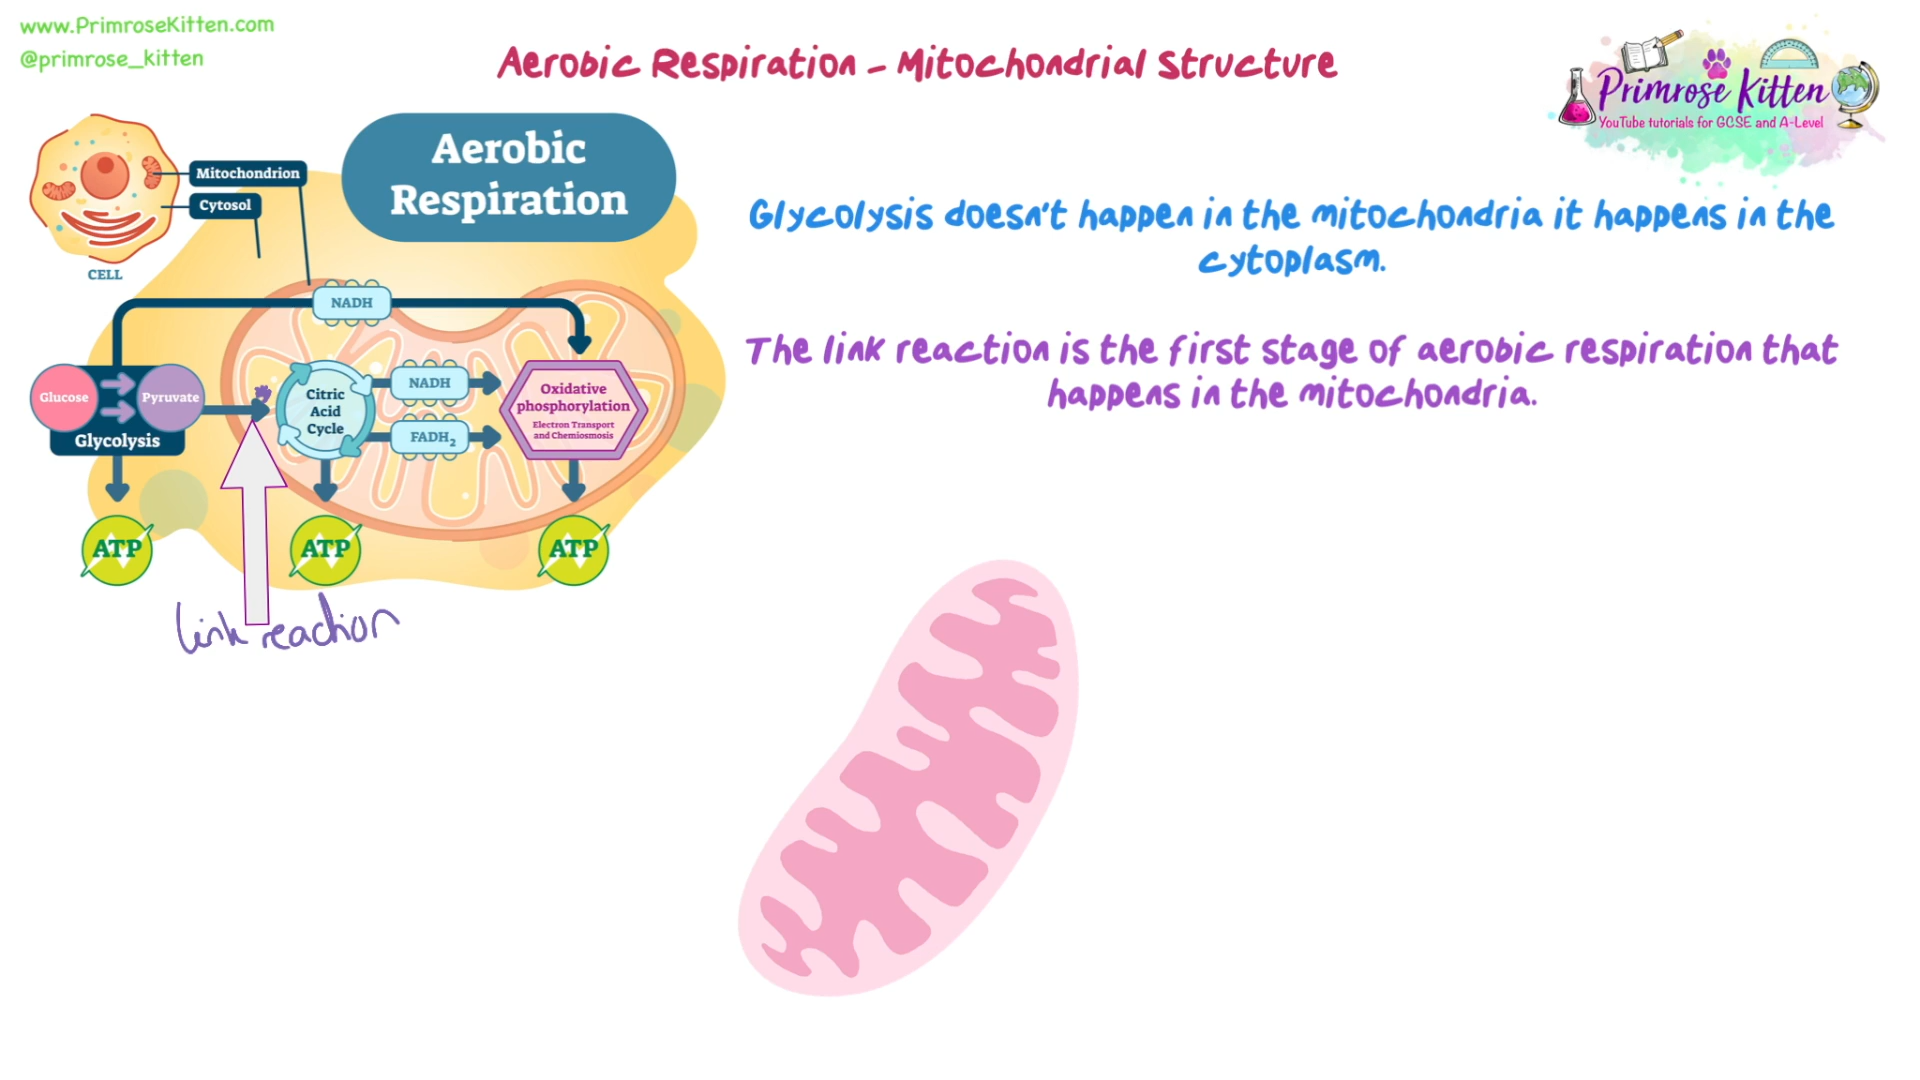 www.PrimroseKitten.com
@primrose_kitten
Aerobic Respiration - Mitochondrial Structure
Primrose Kitten
YouTube tutorials for GCSE and A-Level
Aerobic
Respiration
Mitochondrion
Cytosol
CELL
NADH
Glucose
Pyruvate
Glycolysis
Citric
Acid
Cycle
NADH
FADH2
Oxidative
phosphorylation
Electron Transport
and Chemiosmosis
ATP
ATP
ATP
Link reaction
Glycolysis doesn't happen in the mitochondria it happens in the
cytoplasm.
The link reaction is the first stage of aerobic respiration that
happens in the mitochondria.